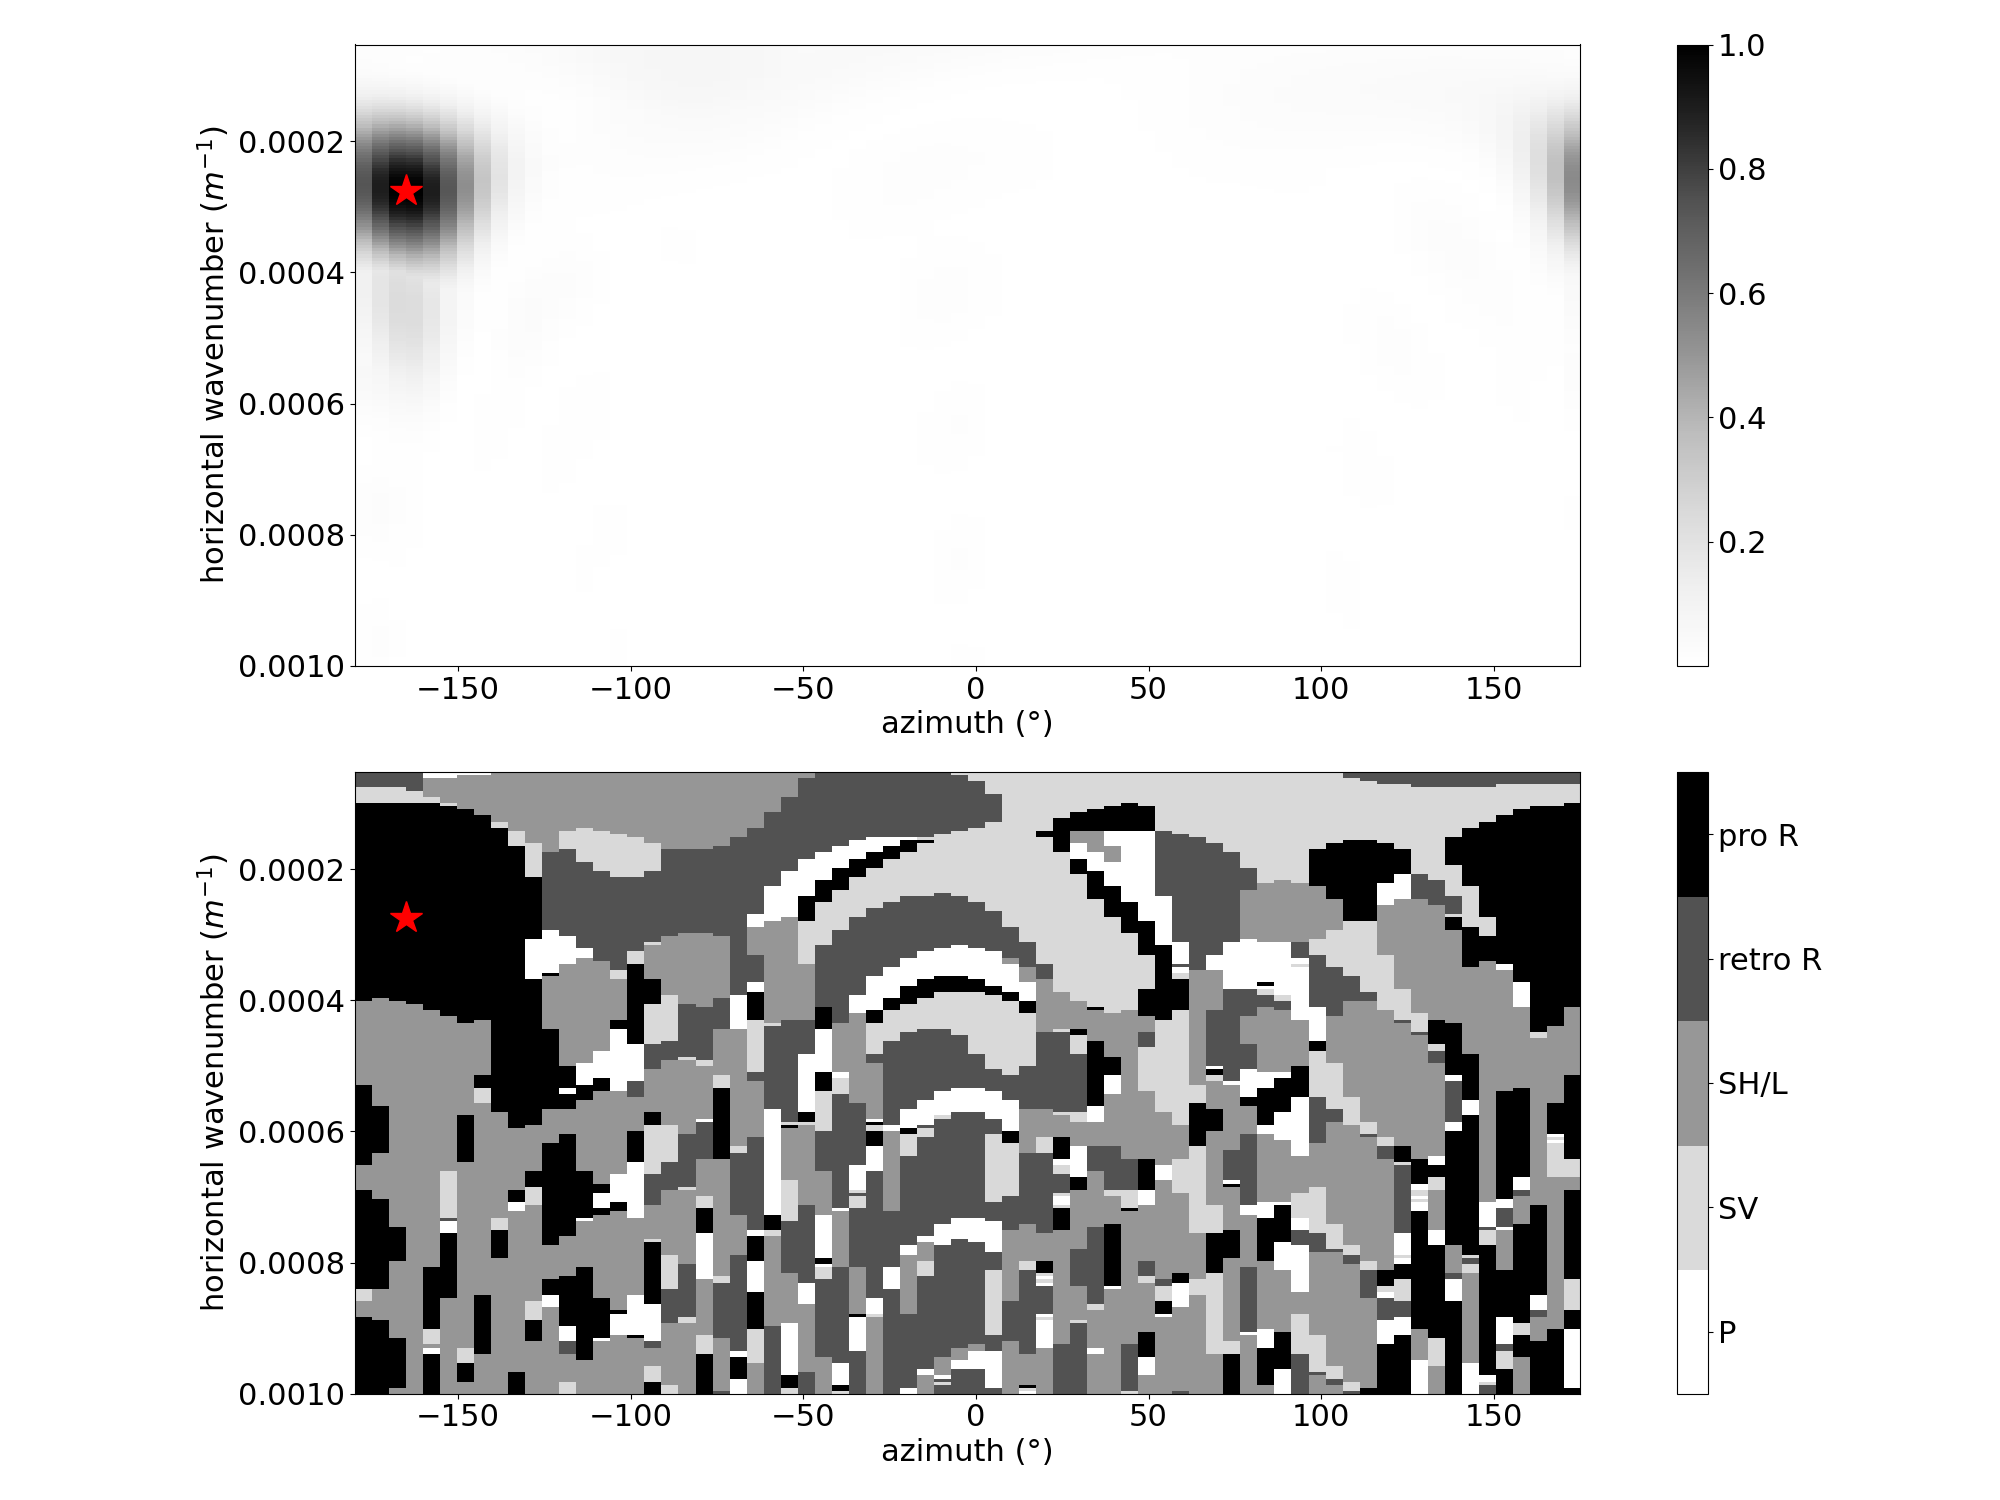 horizontal wavenumber (m⁻¹)
0.0002
0.0004
0.0006
0.0008
0.0010
−150 −100 −50 0 50 100 150
azimuth (°)
1.0
0.8
0.6
0.4
0.2
horizontal wavenumber (m⁻¹)
0.0002
0.0004
0.0006
0.0008
0.0010
−150 −100 −50 0 50 100 150
azimuth (°)
pro R
retro R
SH/L
SV
P